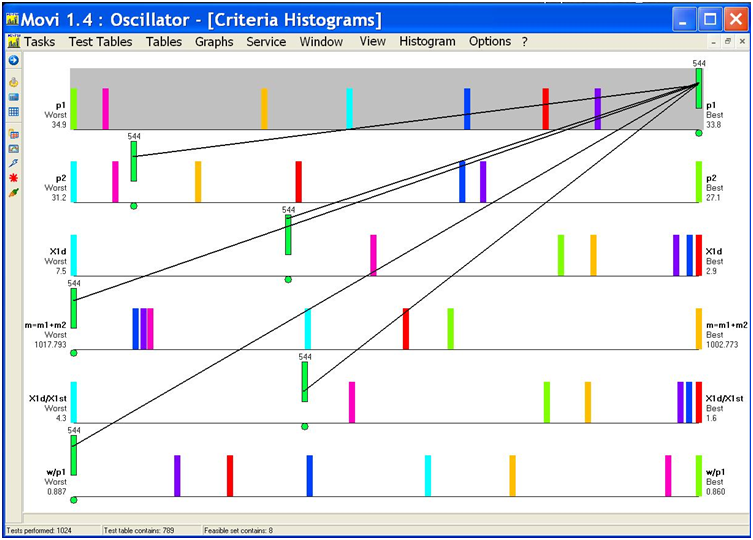 Movi 1.4 : Oscillator - [Criteria Histograms]
Tasks Test Tables Tables Graphs Service Window View Histogram Options ?
544
p1 p1
Worst Best
34.9 33.8
544
p2 p2
Worst Best
31.2 27.1
544
X1d X1d
Worst Best
7.5 2.9
544
m=m1+m2 m=m1+m2
Worst Best
1017.793 1002.773
544
X1d/X1st X1d/X1st
Worst Best
4.3 1.6
544
w/p1 w/p1
Worst Best
0.887 0.860
Tests performed: 1024 Test table contains: 789 Feasible set contains: 8